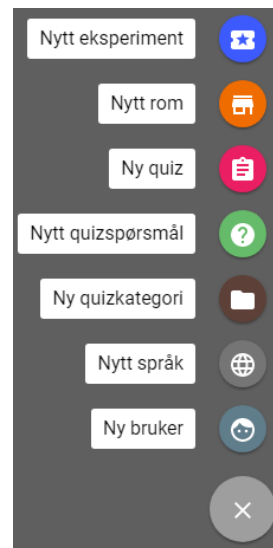 Nytt eksperiment
Nytt rom
Ny quiz
Nytt quizspørsmål
Ny quizkategori
Nytt språk
Ny bruker